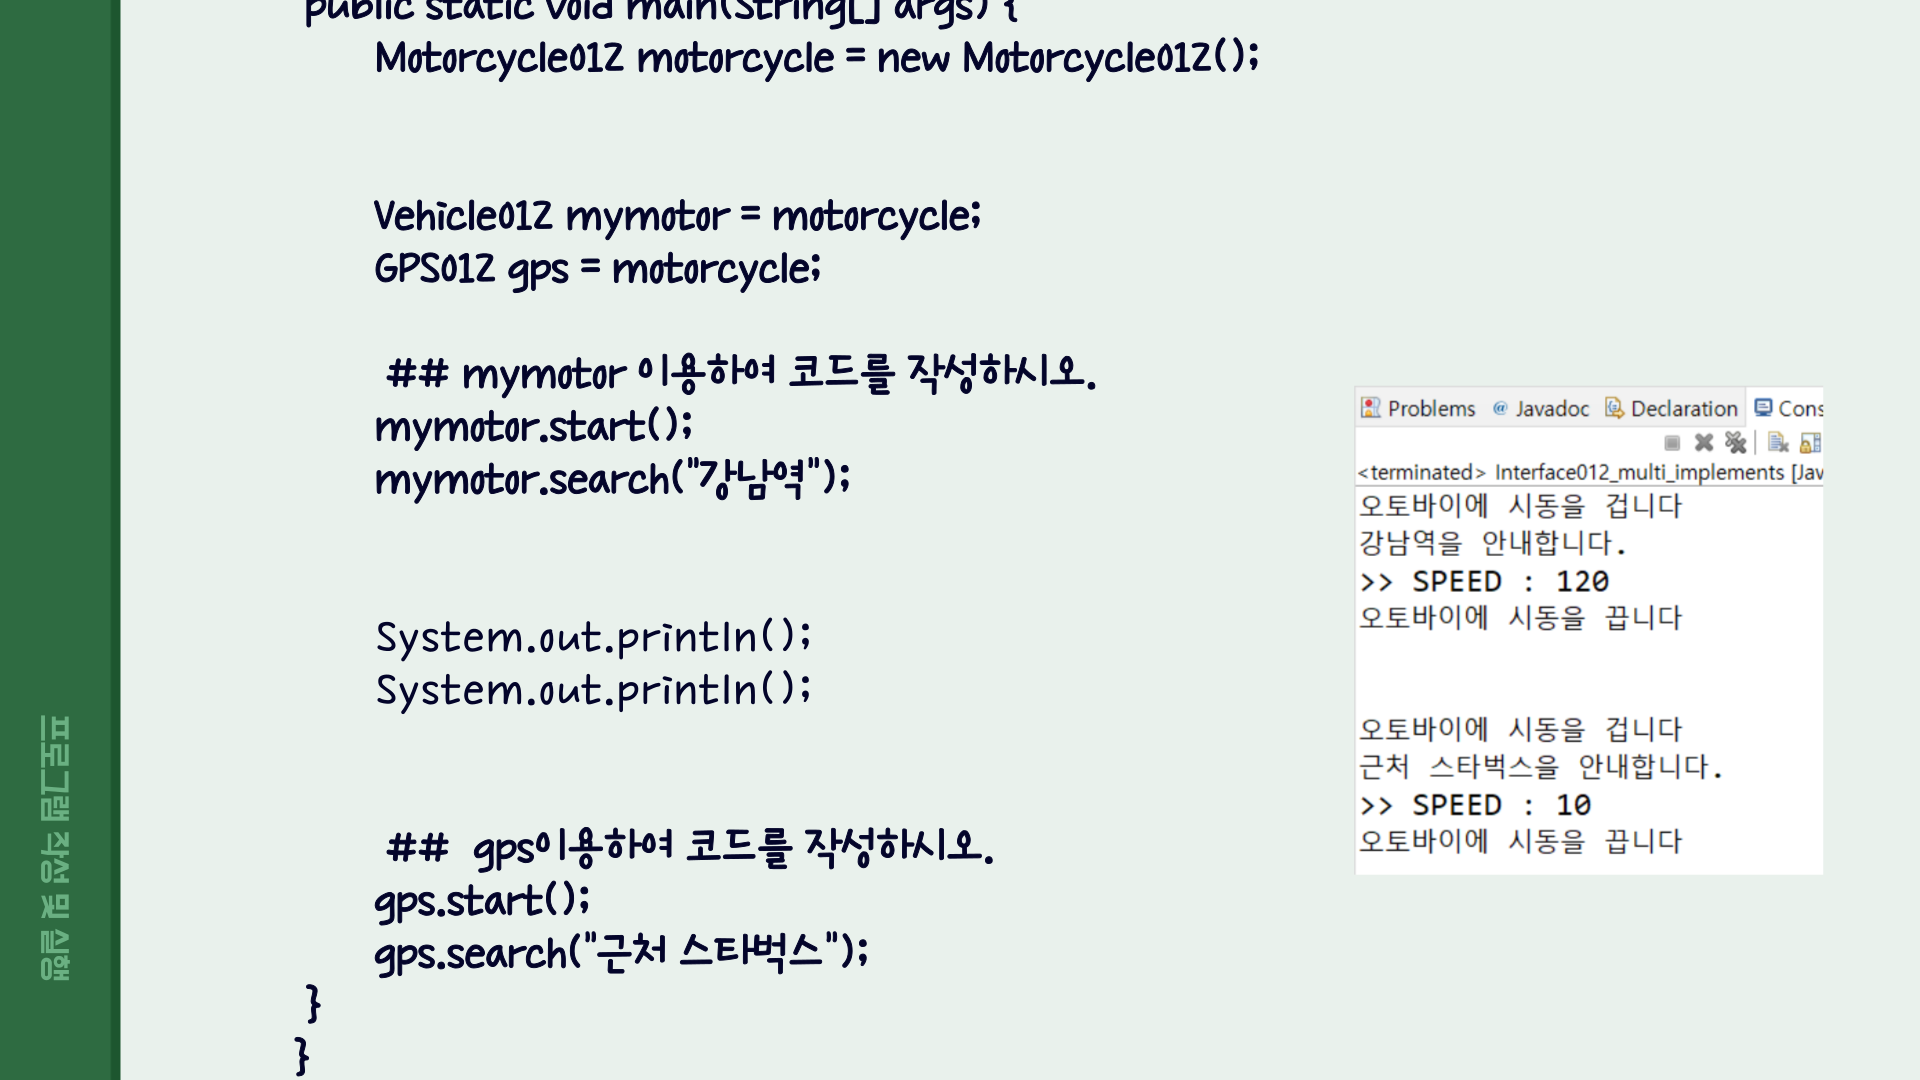 public static void main(String[] args) {
Motorcycle012 motorcycle = new Motorcycle012();
Vehicle012 mymotor = motorcycle;
GPS012 gps = motorcycle;
## mymotor 이용하여 코드를 작성하시오.
mymotor.start();
mymotor.search("강남역");
System.out.println();
System.out.println();
## gps이용하여 코드를 작성하시오.
gps.start();
gps.search("근처 스타벅스");
}
}
Problems @ Javadoc Declaration Cons
<terminated> Interface012_multi_implements [Jav
오토바이에 시동을 겁니다
강남역을 안내합니다.
>> SPEED : 120
오토바이에 시동을 끕니다
오토바이에 시동을 겁니다
근처 스타벅스을 안내합니다.
>> SPEED : 10
오토바이에 시동을 끕니다
프로그램 작성 및 실행